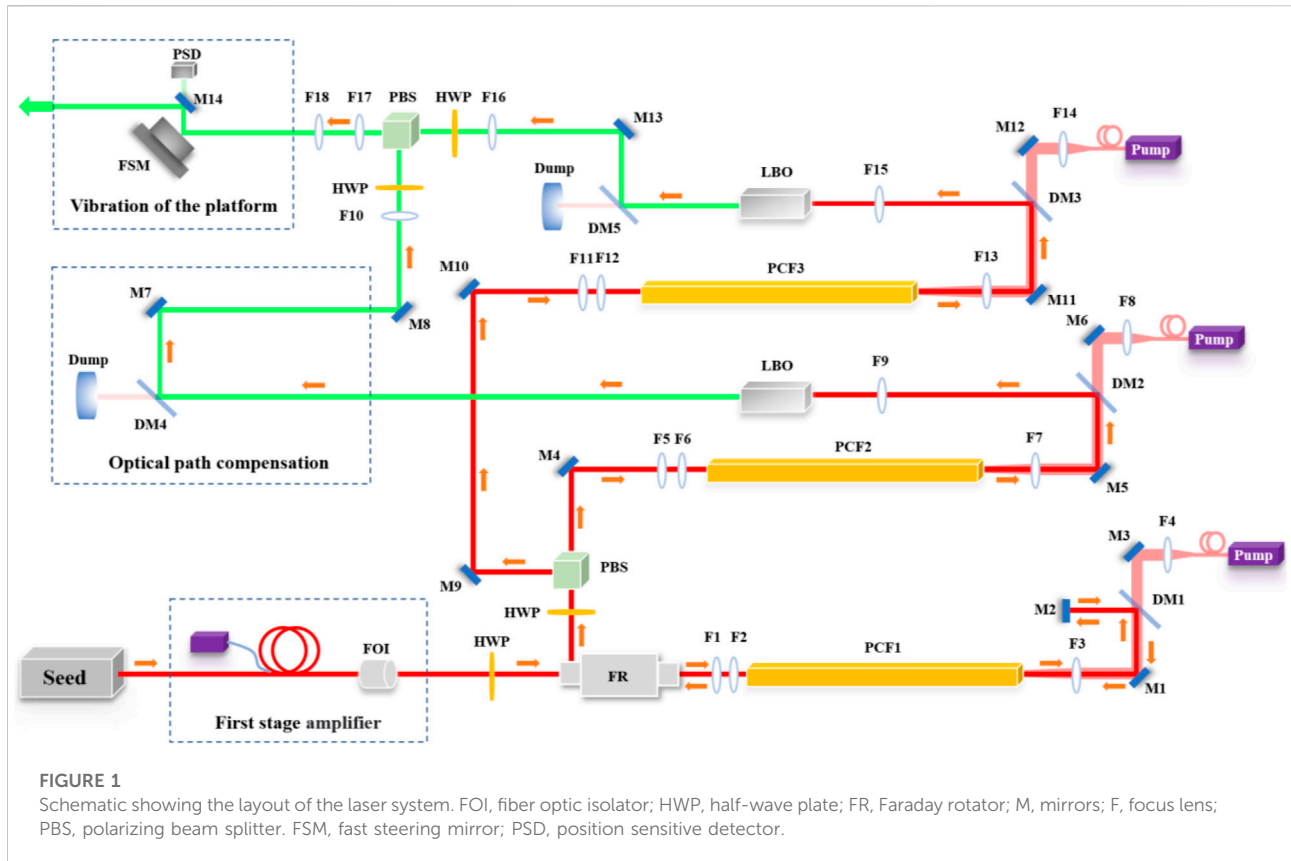 PSD
M14
F18
F17
PBS
HWP
F16
M13
M12
F14
Pump
FSM
Vibration of the platform
HWP
F10
Dump
DM5
LBO
F15
DM3
M10
F11
F12
PCF3
F13
M11
M7
M8
M6
F8
Pump
Dump
DM4
LBO
F9
DM2
Optical path compensation
M4
F5
F6
PCF2
F7
M5
M9
PBS
M3
F4
Pump
HWP
M2
DM1
Seed
FOI
HWP
FR
F1
F2
PCF1
F3
M1
First stage amplifier
FIGURE 1
Schematic showing the layout of the laser system. FOI, fiber optic isolator; HWP, half-wave plate; FR, Faraday rotator; M, mirrors; F, focus lens;
PBS, polarizing beam splitter. FSM, fast steering mirror; PSD, position sensitive detector.